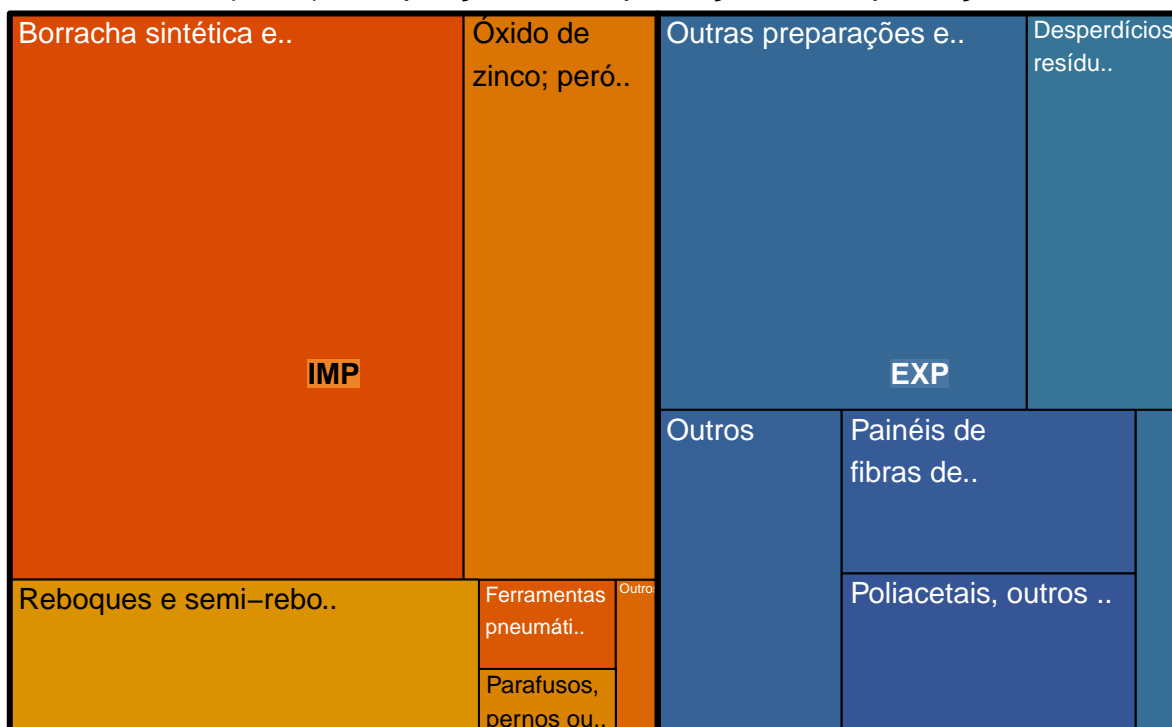 Borracha sintética e..
Óxido de
zinco; peró..
IMP
Reboques e semi−rebo..
Ferramentas
pneumáti..
Parafusos,
pernos ou..
Outras preparações e..
Desperdícios
resídu..
EXP
Outros
Painéis de
fibras de..
Poliacetais, outros ..